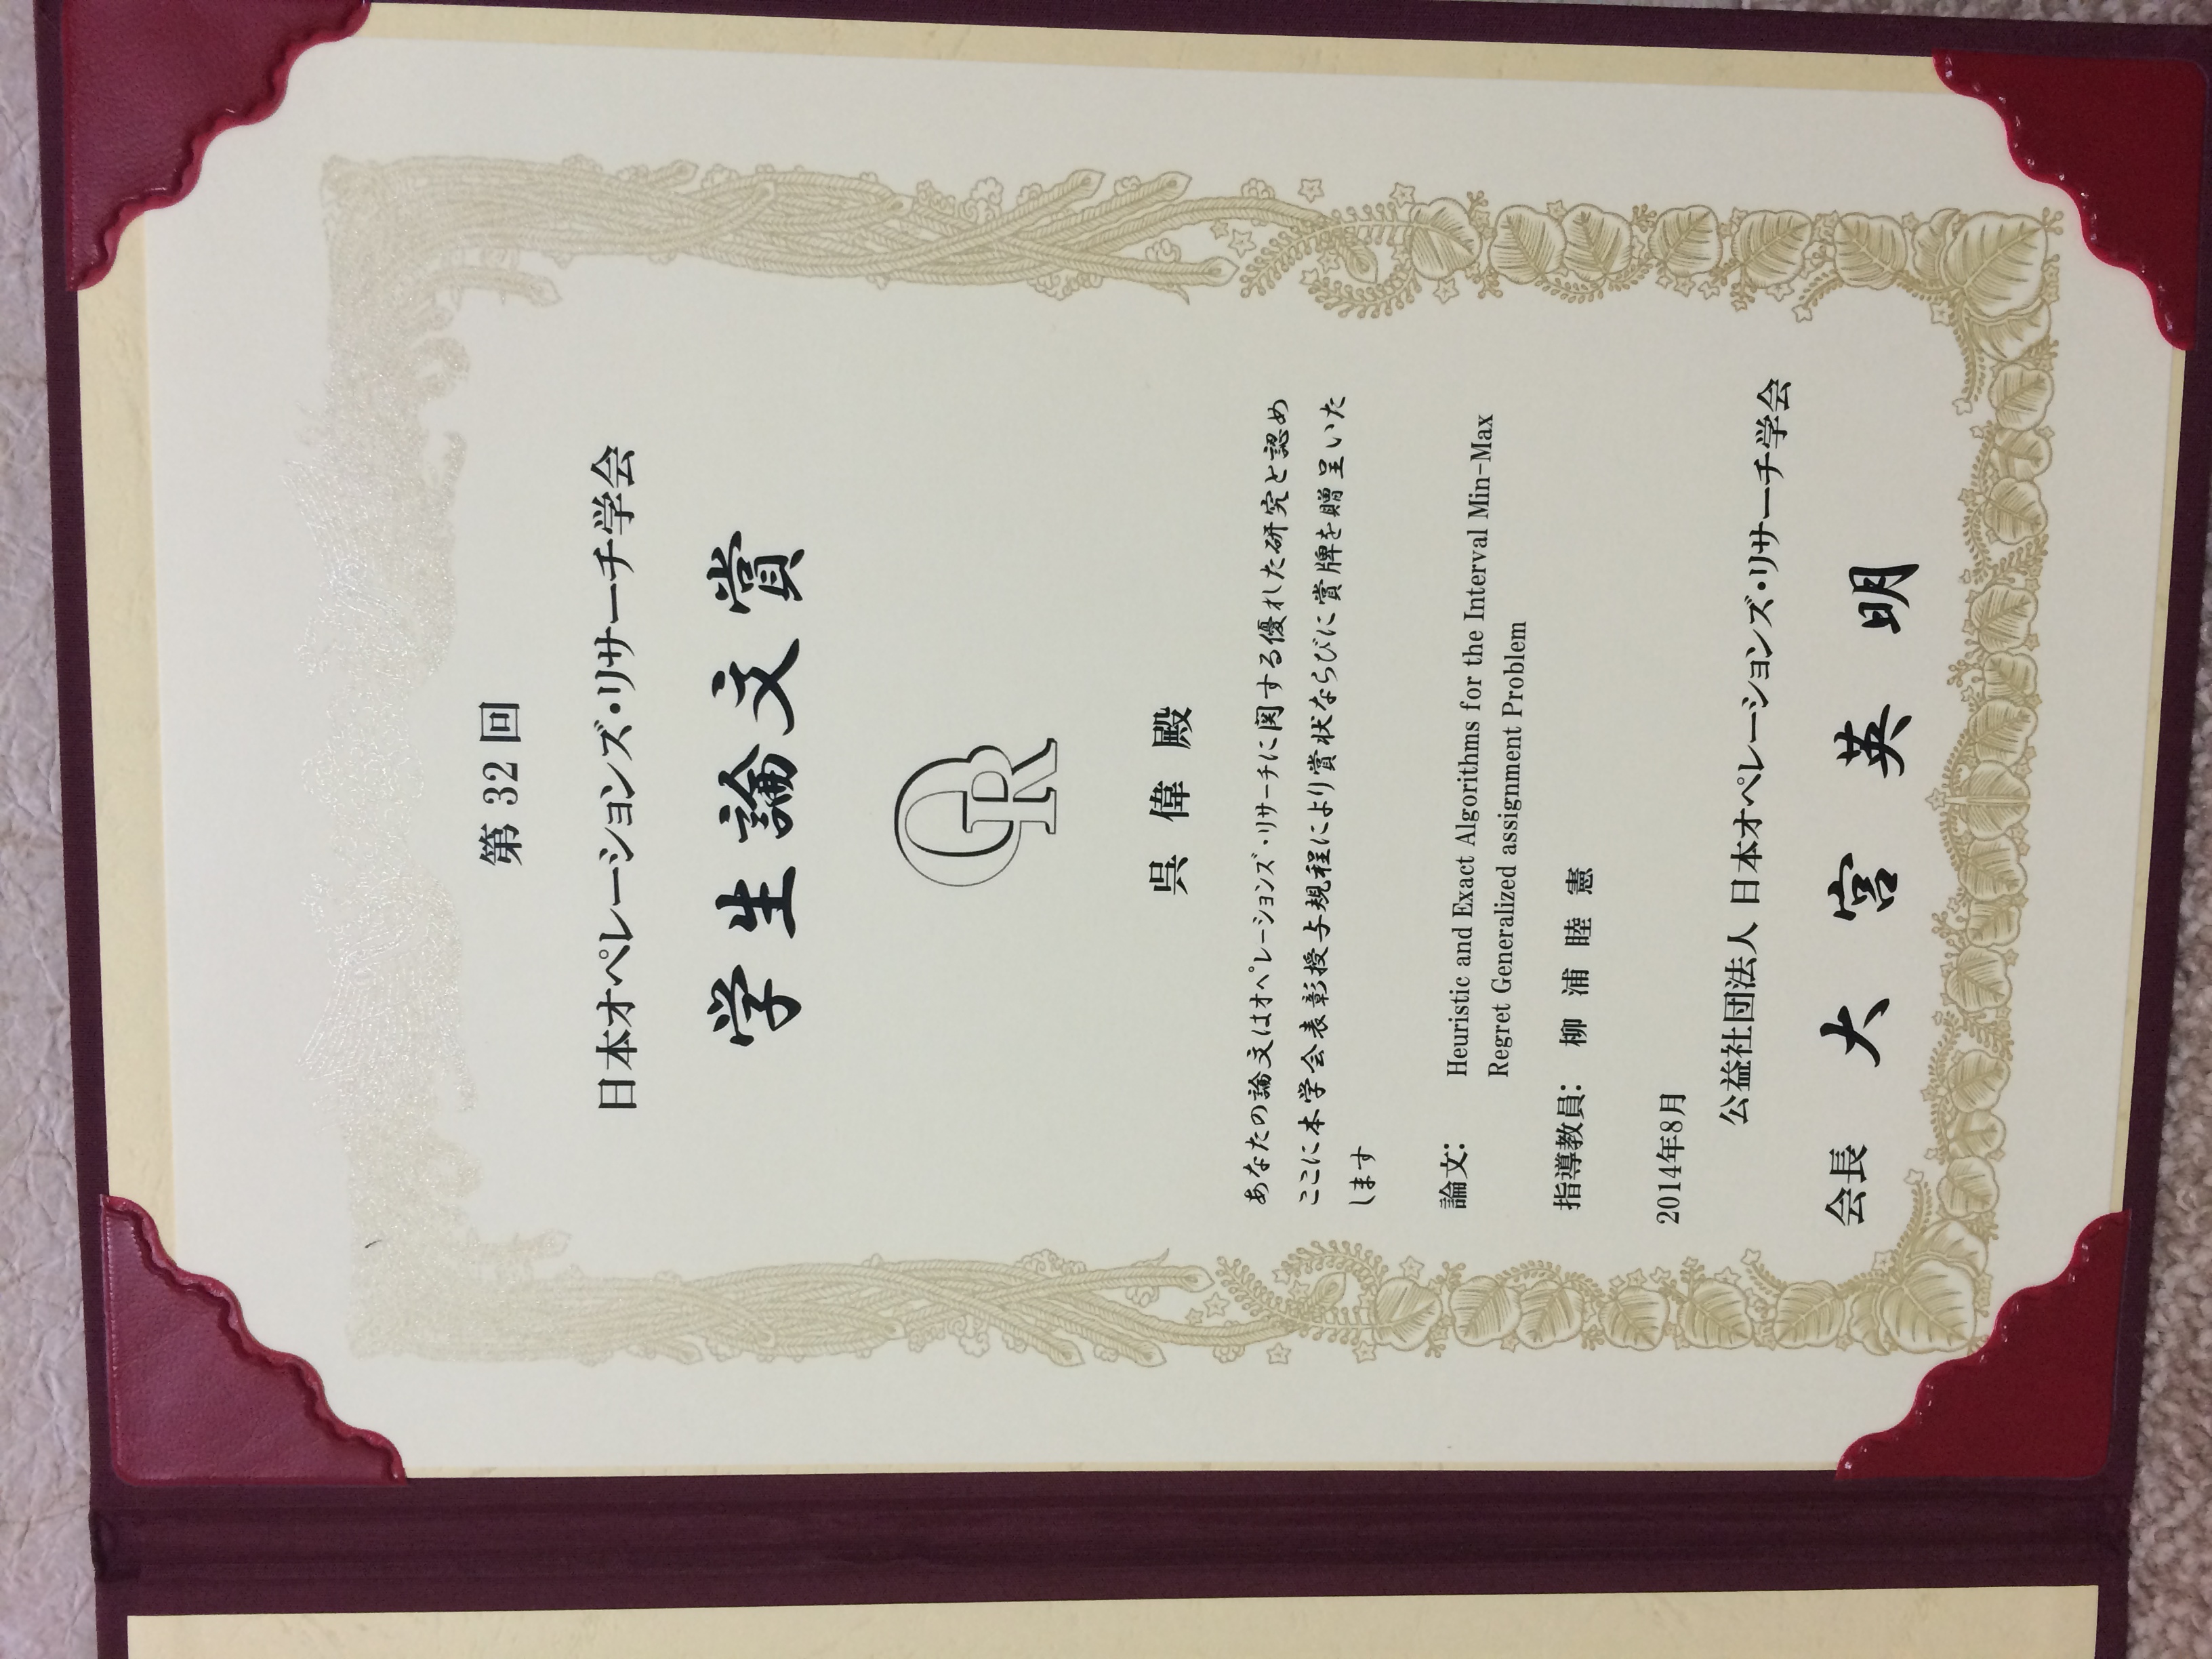 第32回
日本オペレーションズ・リサーチ学会
学生論文賞
OR
呉 偉 殿
あなたの論文はオペレーションズ・リサーチに関する優れた研究と認め
ここに本学会表彰授与規程により賞状ならびに賞牌を贈呈いた
します
論文: Heuristic and Exact Algorithms for the Interval Min-Max
Regret Generalized assignment Problem
指導教員: 柳 浦 睦 憲
2014年8月
公益社団法人 日本オペレーションズ・リサーチ学会
会長 大 宮 英 明